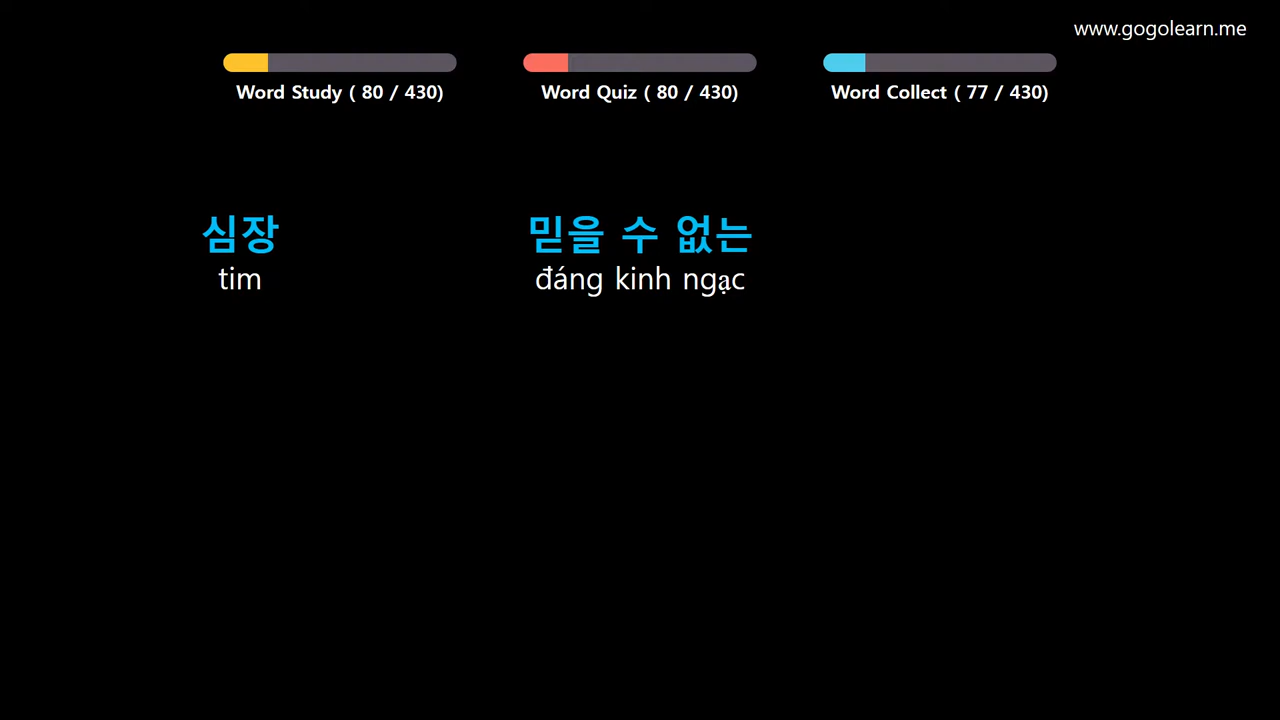 www.gogolearn.me
Word Study ( 80 / 430)
Word Quiz ( 80 / 430)
Word Collect ( 77 / 430)
심장
tim
믿을 수 없는
đáng kinh ngạc